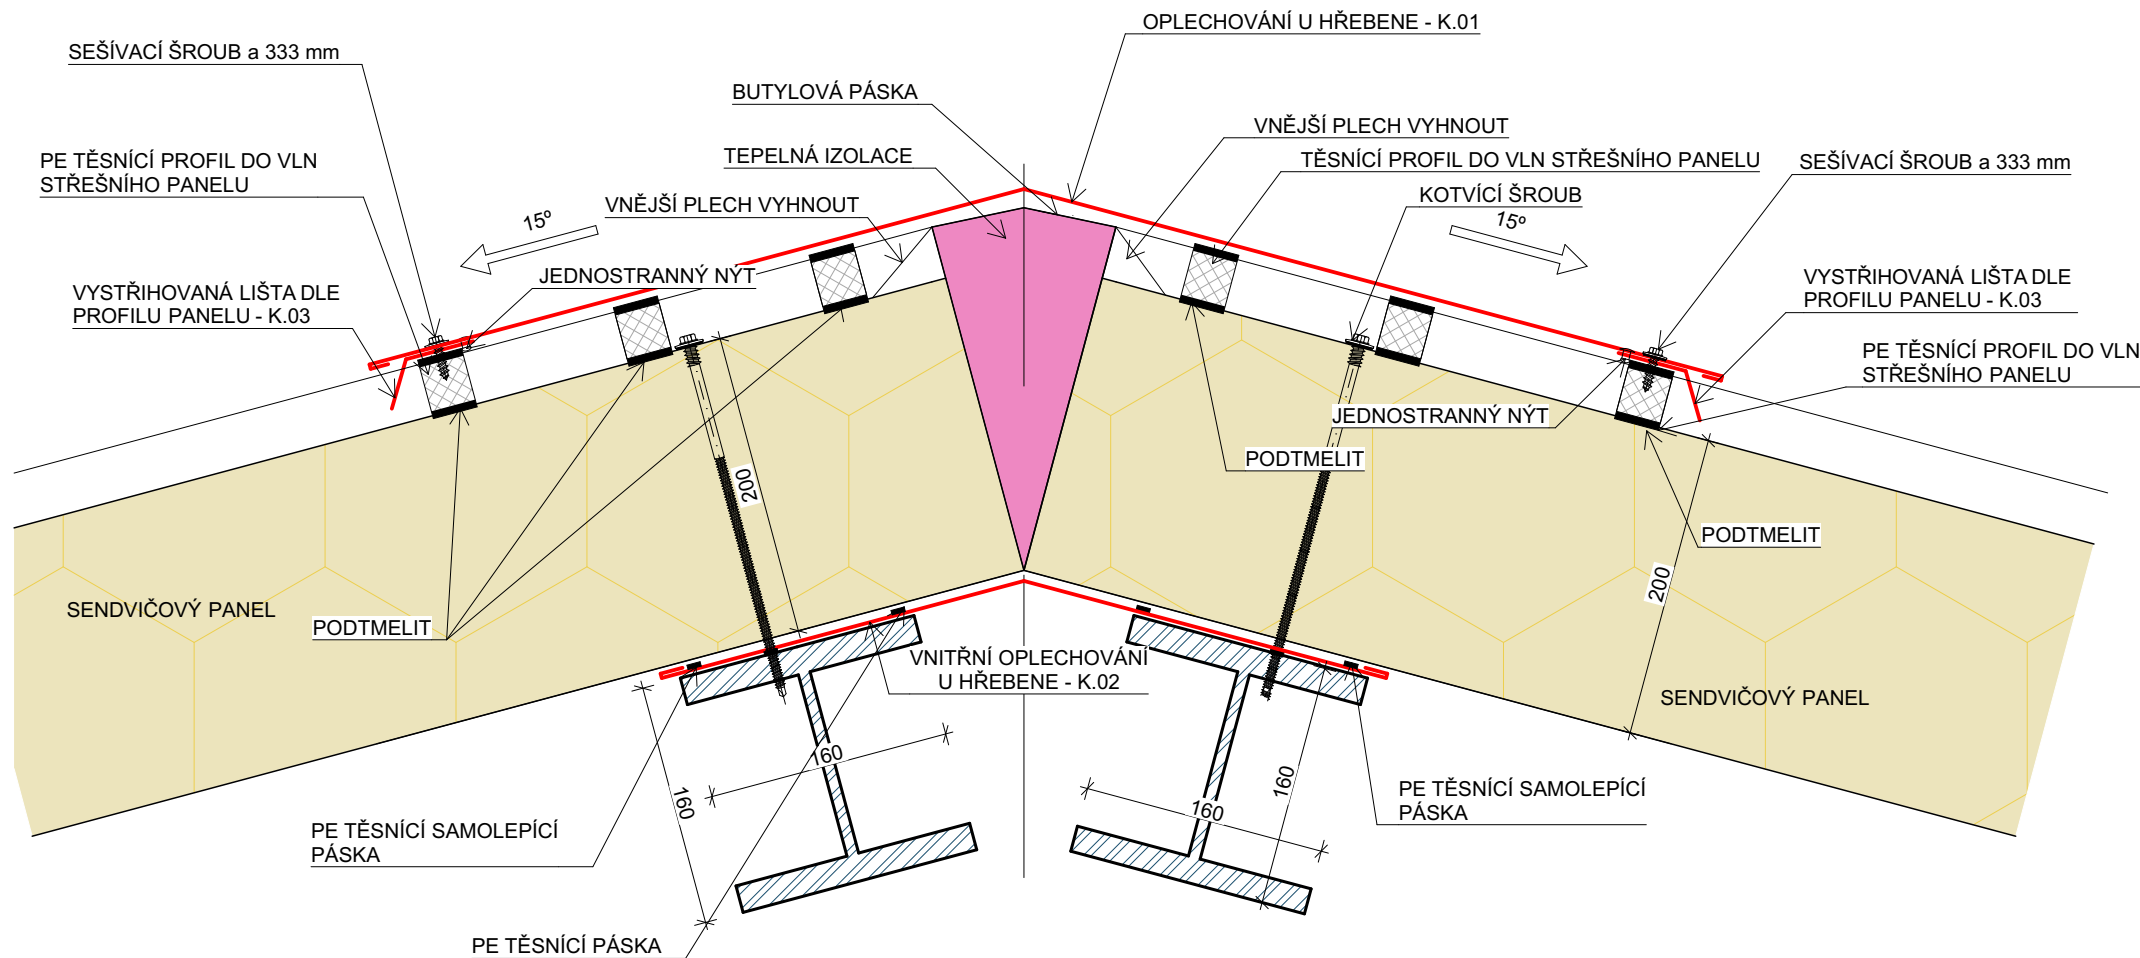 OPLECHOVÁNÍ U HŘEBENE - K.01
SEŠÍVACÍ ŠROUB a 333 mm
BUTYLOVÁ PÁSKA
VNĚJŠÍ PLECH VYHNOUT
TEPELNÁ IZOLACE
TĚSNÍCÍ PROFIL DO VLN STŘEŠNÍHO PANELU
SEŠÍVACÍ ŠROUB a 333 mm
PE TĚSNÍCÍ PROFIL DO VLN
STŘEŠNÍHO PANELU
VNĚJŠÍ PLECH VYHNOUT
KOTVÍCÍ ŠROUB
15º
15º
JEDNOSTRANNÝ NÝT
VYSTŘIHOVANÁ LIŠTA DLE
PROFILU PANELU - K.03
VYSTŘIHOVANÁ LIŠTA DLE
PROFILU PANELU - K.03
PE TĚSNÍCÍ PROFIL DO VLN
STŘEŠNÍHO PANELU
JEDNOSTRANNÝ NÝT
PODTMELIT
200
PODTMELIT
200
SENDVIČOVÝ PANEL
PODTMELIT
VNITŘNÍ OPLECHOVÁNÍ
U HŘEBENE - K.02
SENDVIČOVÝ PANEL
160
160
160
160
PE TĚSNÍCÍ SAMOLEPÍCÍ
PÁSKA
PE TĚSNÍCÍ SAMOLEPÍCÍ
PÁSKA
PE TĚSNÍCÍ PÁSKA